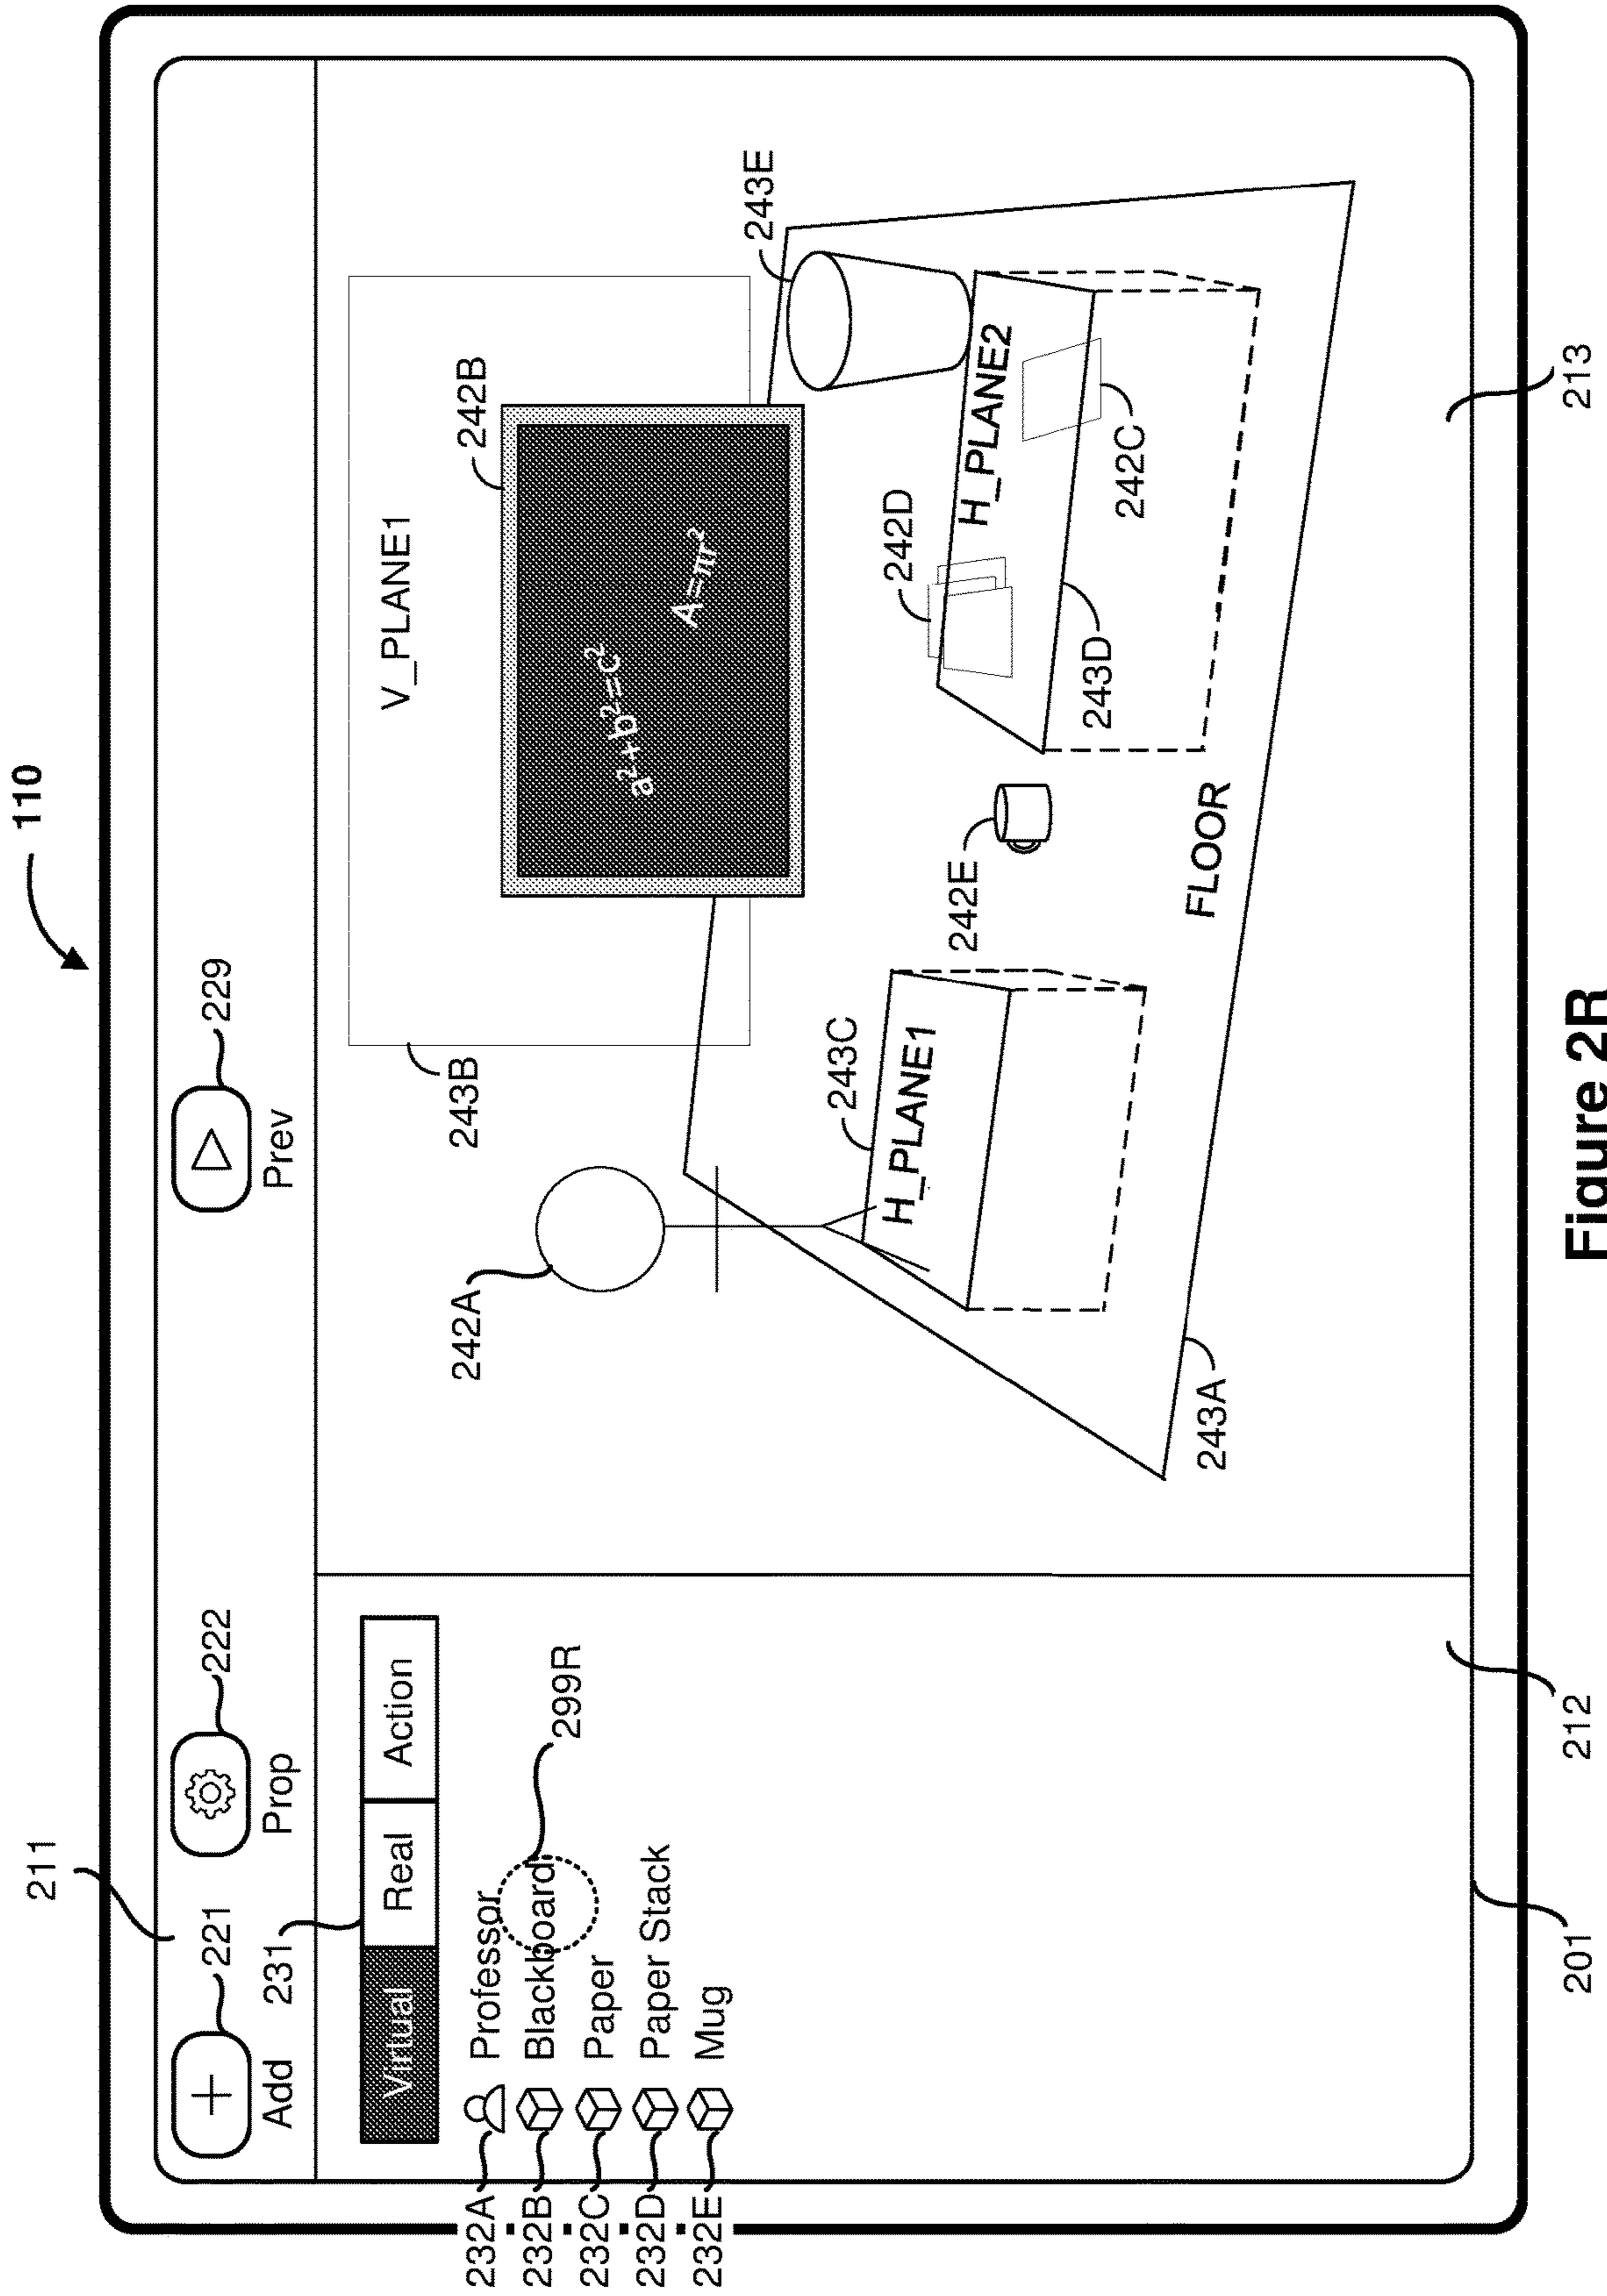 110
211
221
222
229
Add
Prop
Prev
231
Virtual
Real
Action
232A
Professor
232B
Blackboard
299R
232C
Paper
232D
Paper Stack
232E
Mug
243B
V_PLANE1
242A
242B
a²+b²=c²
A=πr²
243E
243C
H_PLANE1
242D
H_PLANE2
242E
242C
243D
FLOOR
243A
201
212
213
Figure 2R